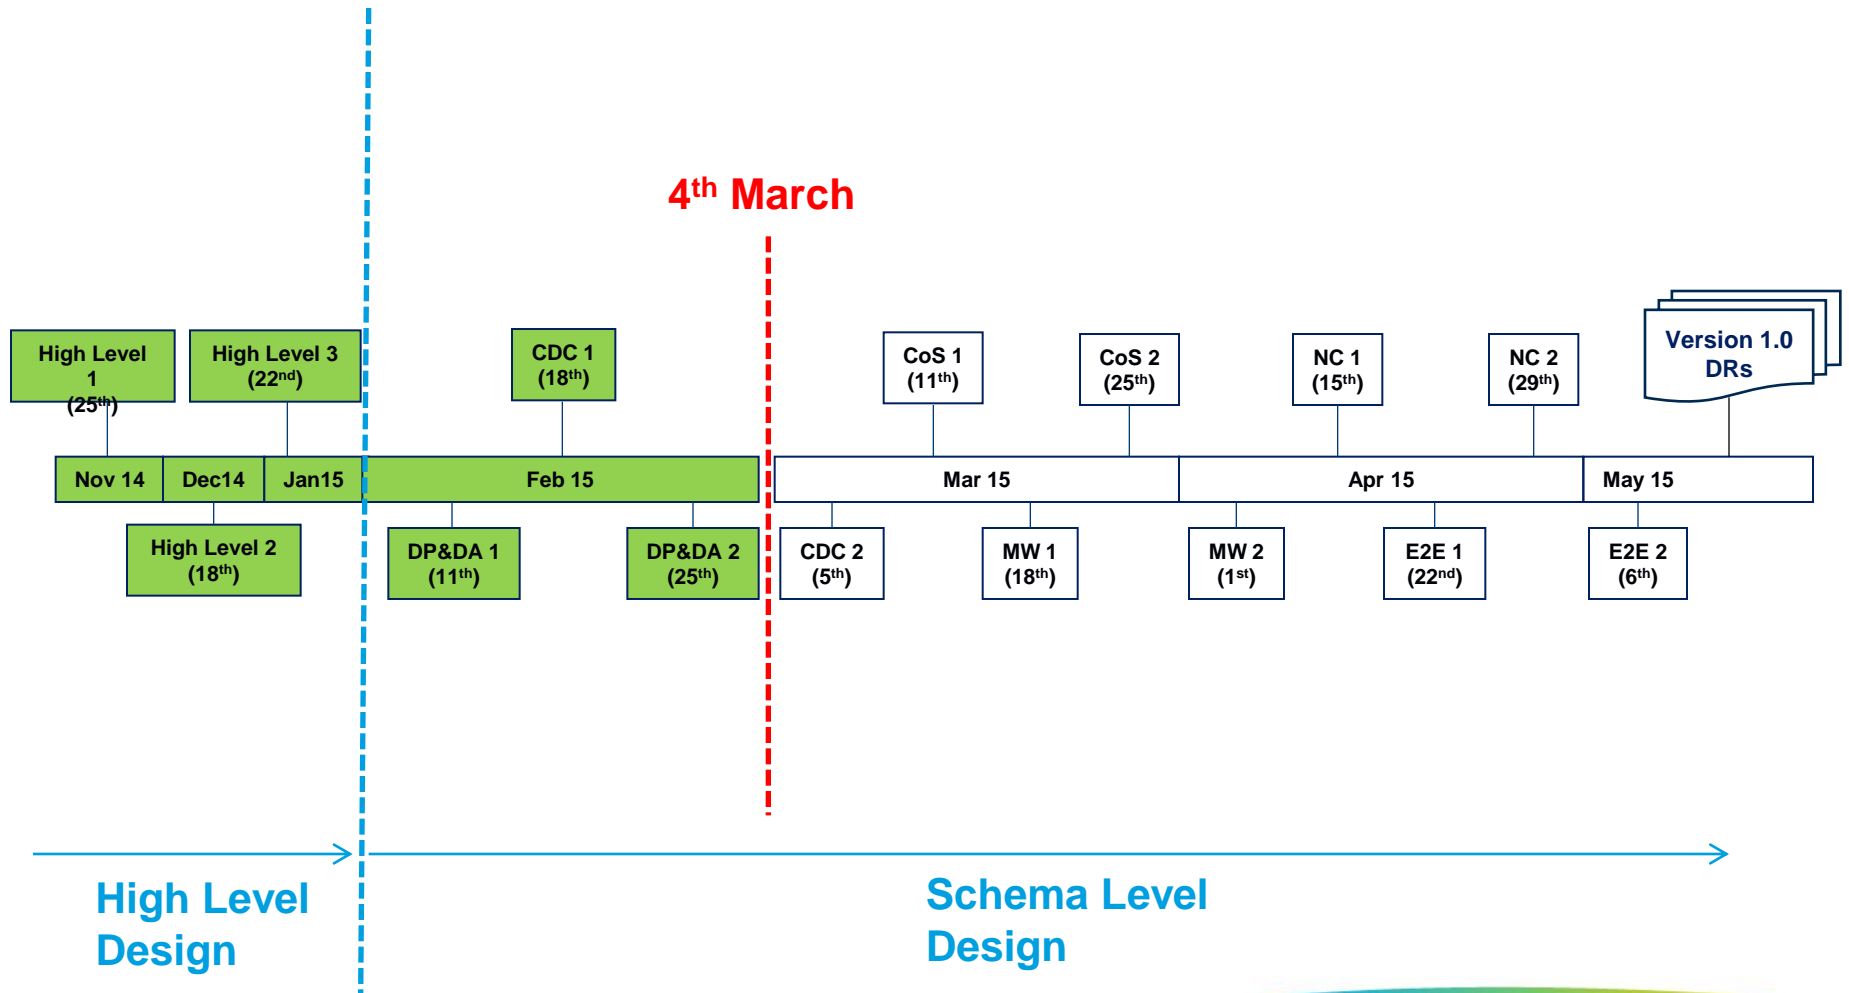 4th March
High Level
1
(25th)
High Level 3
(22nd)
CDC 1
(18th)
CoS 1
(11th)
CoS 2
(25th)
NC 1
(15th)
NC 2
(29th)
Version 1.0
DRs
Nov 14
Dec14
Jan15
Feb 15
Mar 15
Apr 15
May 15
High Level 2
(18th)
DP&DA 1
(11th)
DP&DA 2
(25th)
CDC 2
(5th)
MW 1
(18th)
MW 2
(1st)
E2E 1
(22nd)
E2E 2
(6th)
High Level
Design
Schema Level
Design